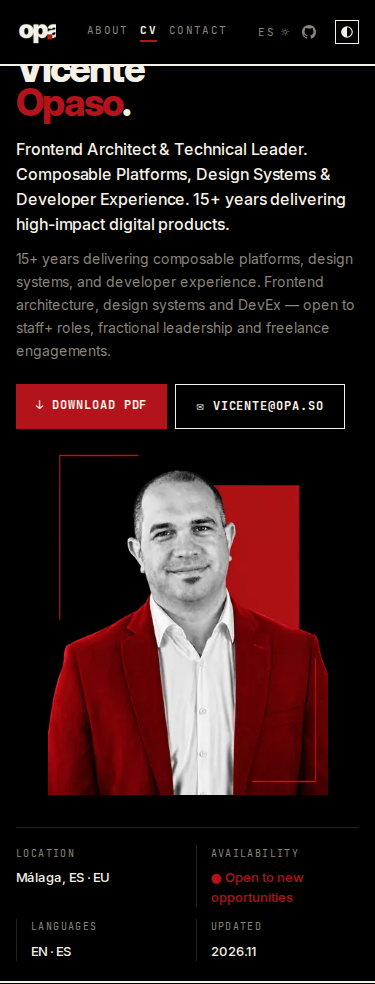 opa
ABOUT CV CONTACT ES
Vicente
Opaso.
Frontend Architect & Technical Leader.
Composable Platforms, Design Systems &
Developer Experience. 15+ years delivering
high-impact digital products.
15+ years delivering composable platforms, design
systems, and developer experience. Frontend
architecture, design systems and DevEx — open to
staff+ roles, fractional leadership and freelance
engagements.
↓ DOWNLOAD PDF
✉ VICENTE@OPA.SO
LOCATION
Málaga, ES · EU
AVAILABILITY
Open to new
opportunities
LANGUAGES
EN · ES
UPDATED
2026.11